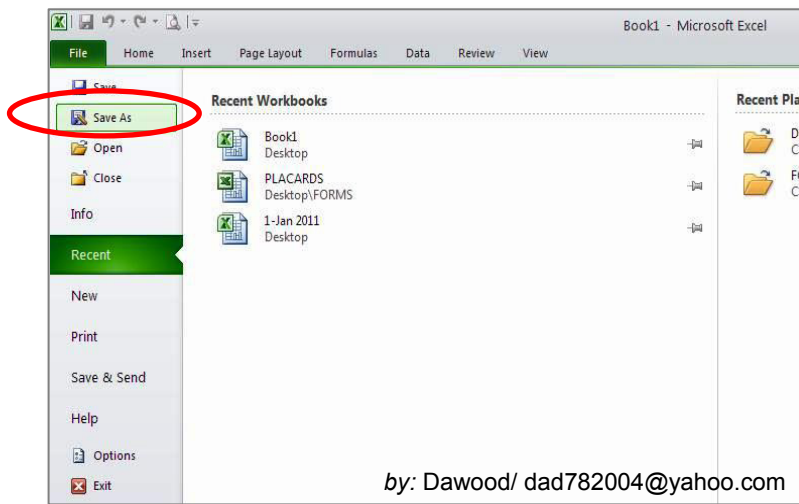 Book1 - Microsoft Excel
File Home Insert Page Layout Formulas Data Review View
Save
Save As
Open
Close
Info
Recent
New
Print
Save & Send
Help
Options
Exit
Recent Workbooks
Book1
Desktop
PLACARDS
Desktop\FORMS
1-Jan 2011
Desktop
Recent
by: Dawood/ dad782004@yahoo.com